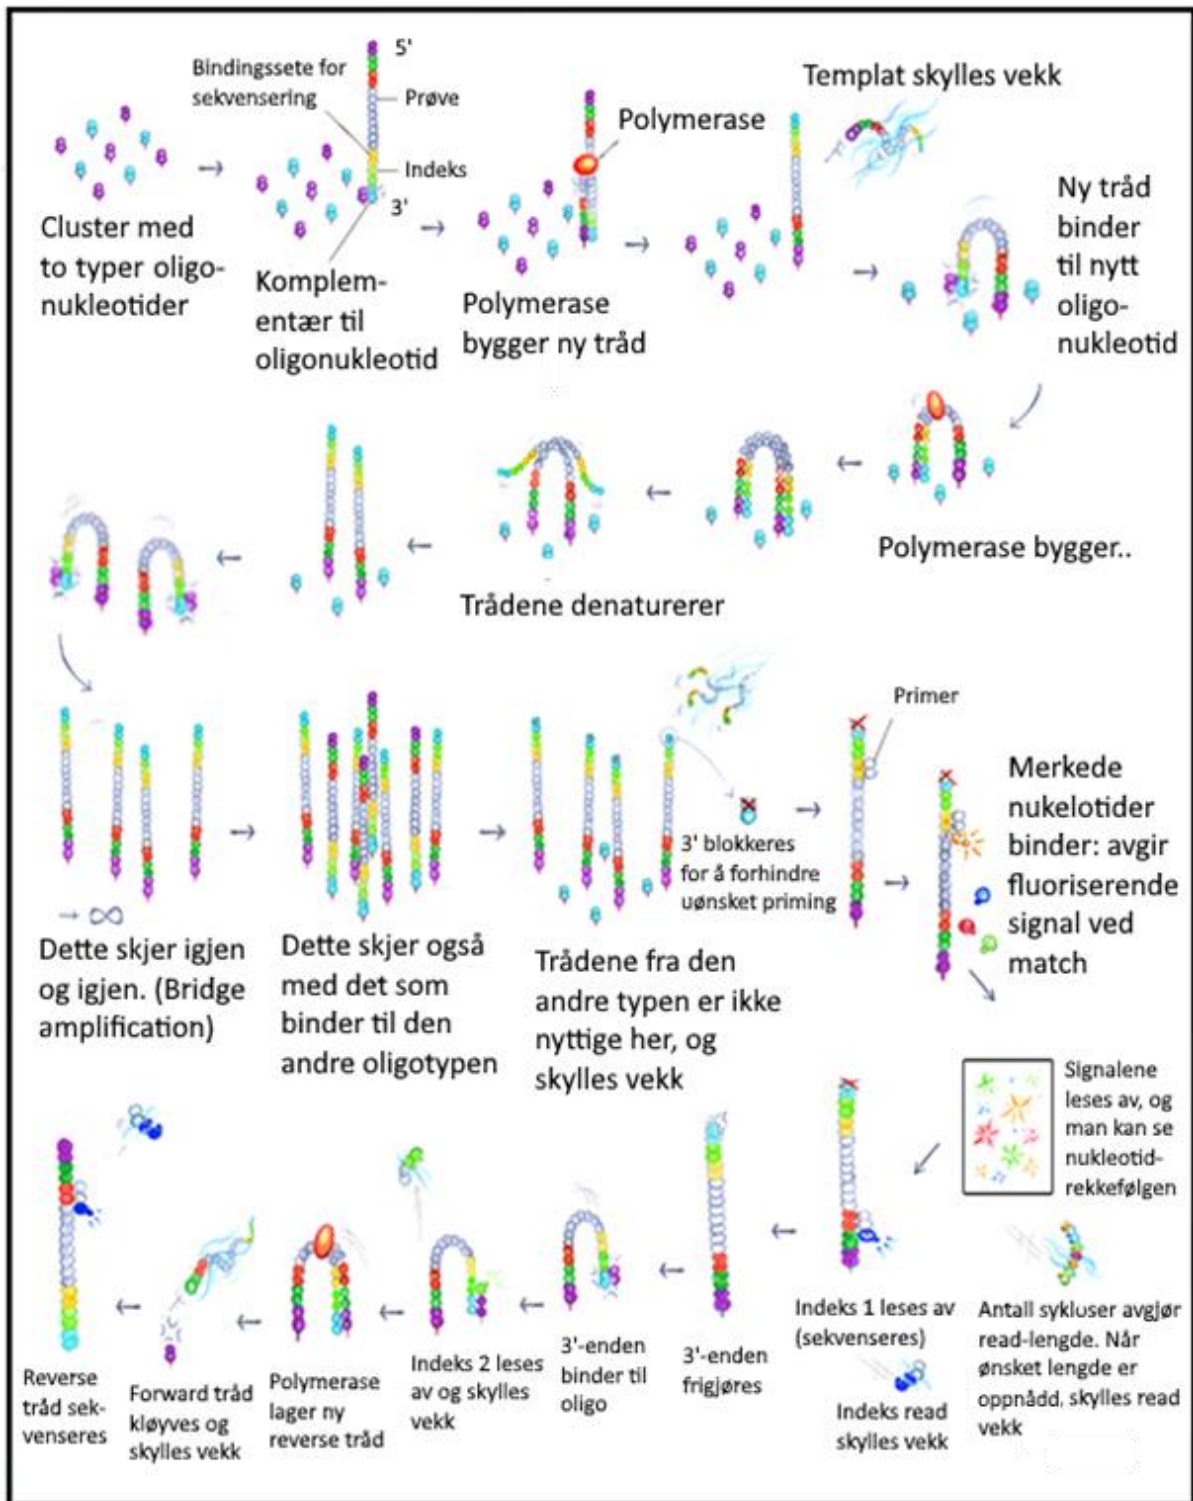 5'
Bindingssete for
sekvensering
Prøve
Indeks
3'
Polymerase
Templat skylles vekk
Cluster med
to typer oligo-
nukleotider
Komplem-
entær til
oligonukleotid
Polymerase
bygger ny tråd
Ny tråd
binder
til nytt
oligo-
nukleotid
Polymerase bygger..
Trådene denaturerer
Dette skjer igjen
og igjen. (Bridge
amplification)
Dette skjer også
med det som
binder til den
andre oligotypen
Trådene fra den
andre typen er ikke
nyttige her, og
skylles vekk
3' blokkeres
for å forhindre
uønsket priming
Primer
Merkede
nukelotider
binder: avgir
fluoriserende
signal ved
match
Signalene
leses av, og
man kan se
nukleotid-
rekkefølgen
Antall sykluser avgjør
read-lengde. Når
ønsket lengde er
oppnådd, skylles read
vekk
Indeks 1 leses av
(sekvenseres)
Indeks read
skylles vekk
3'-enden
frigjøres
3'-enden
binder til
oligo
Indeks 2 leses
av og skylles
vekk
Polymerase
lager ny
reverse tråd
Forward tråd
kløyves og
skylles vekk
Reverse
tråd sek-
venseres